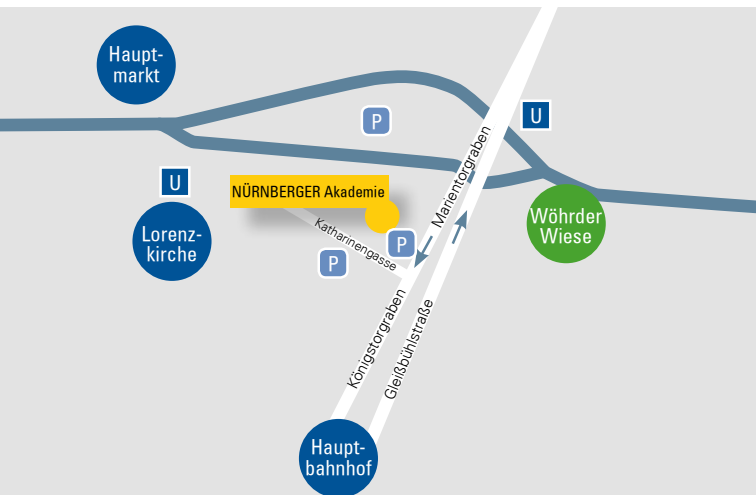 Haupt-
markt
U
P
Marientorgraben
U
NÜRNBERGER Akademie
Lorenz-
kirche
Katharinengasse
P
P
Wöhrder
Wiese
Königstorgraben
Gleißbühlstraße
Haupt-
bahnhof